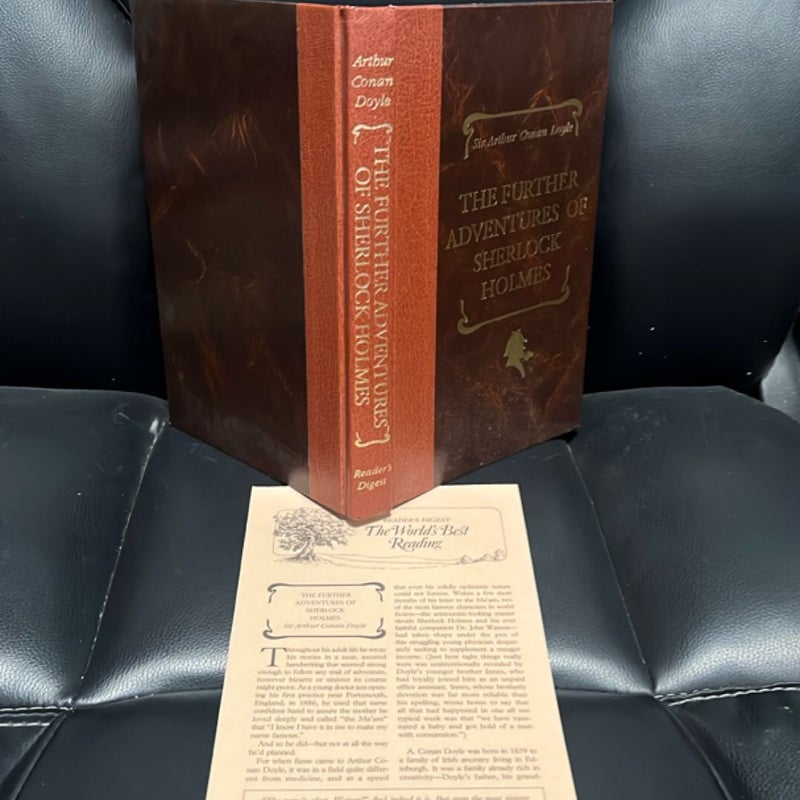 Arthur
Conan
Doyle
THE FURTHER ADVENTURES
OF SHERLOCK HOLMES
Reader's
Digest
Sir Arthur Conan Doyle
THE FURTHER
ADVENTURES OF
SHERLOCK
HOLMES
READER'S DIGEST
The World's Best
Reading
THE FURTHER
ADVENTURES OF
SHERLOCK
HOLMES
Sir Arthur Conan Doyle
Throughout his adult life he wrote
his stories in a neat, assured
handwriting that seemed strong
enough to follow any trail of adventure,
however bizarre or sinister its course
might prove. As a young doctor just open-
ing his first practice near Portsmouth,
England, in 1886, he used that same
confident hand to assure the mother he
loved deeply and called "the Ma'am"
that "I know I have it in me to make my
name famous."
And so he did—but not at all the way
he'd planned.
For when fame came to Arthur Co-
nan Doyle, it was in a field quite differ-
ent from medicine, and at a speed
that even his wildly optimistic nature
could not foresee. Within a few short
months of his letter to the Ma'am, two
of the most famous characters in world
fiction—the aristocratic-looking master
sleuth Sherlock Holmes and his ever
faithful companion Dr. John Watson—
had taken shape under the pen of
this struggling young physician desper-
ately seeking to supplement a meager
income. (Just how tight things really
were was unintentionally revealed by
Doyle's younger brother Innes, who
had loyally joined him as an unpaid
office assistant. Innes, whose brotherly
devotion was far more reliable than
his spelling, wrote home to say that
all that had happened in one all too
typical week was that "we have vaxe-
nated a baby and got hold of a man
with consumtion.")
A. Conan Doyle was born in 1859 to
a family of Irish ancestry living in Ed-
inburgh. It was a family already rich in
creativity—Doyle's father, his grand-